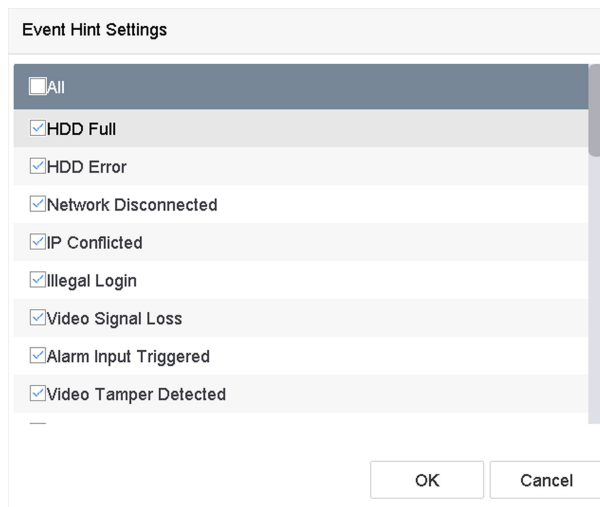 Event Hint Settings
All
HDD Full
HDD Error
Network Disconnected
IP Conflicted
Illegal Login
Video Signal Loss
Alarm Input Triggered
Video Tamper Detected
OK Cancel